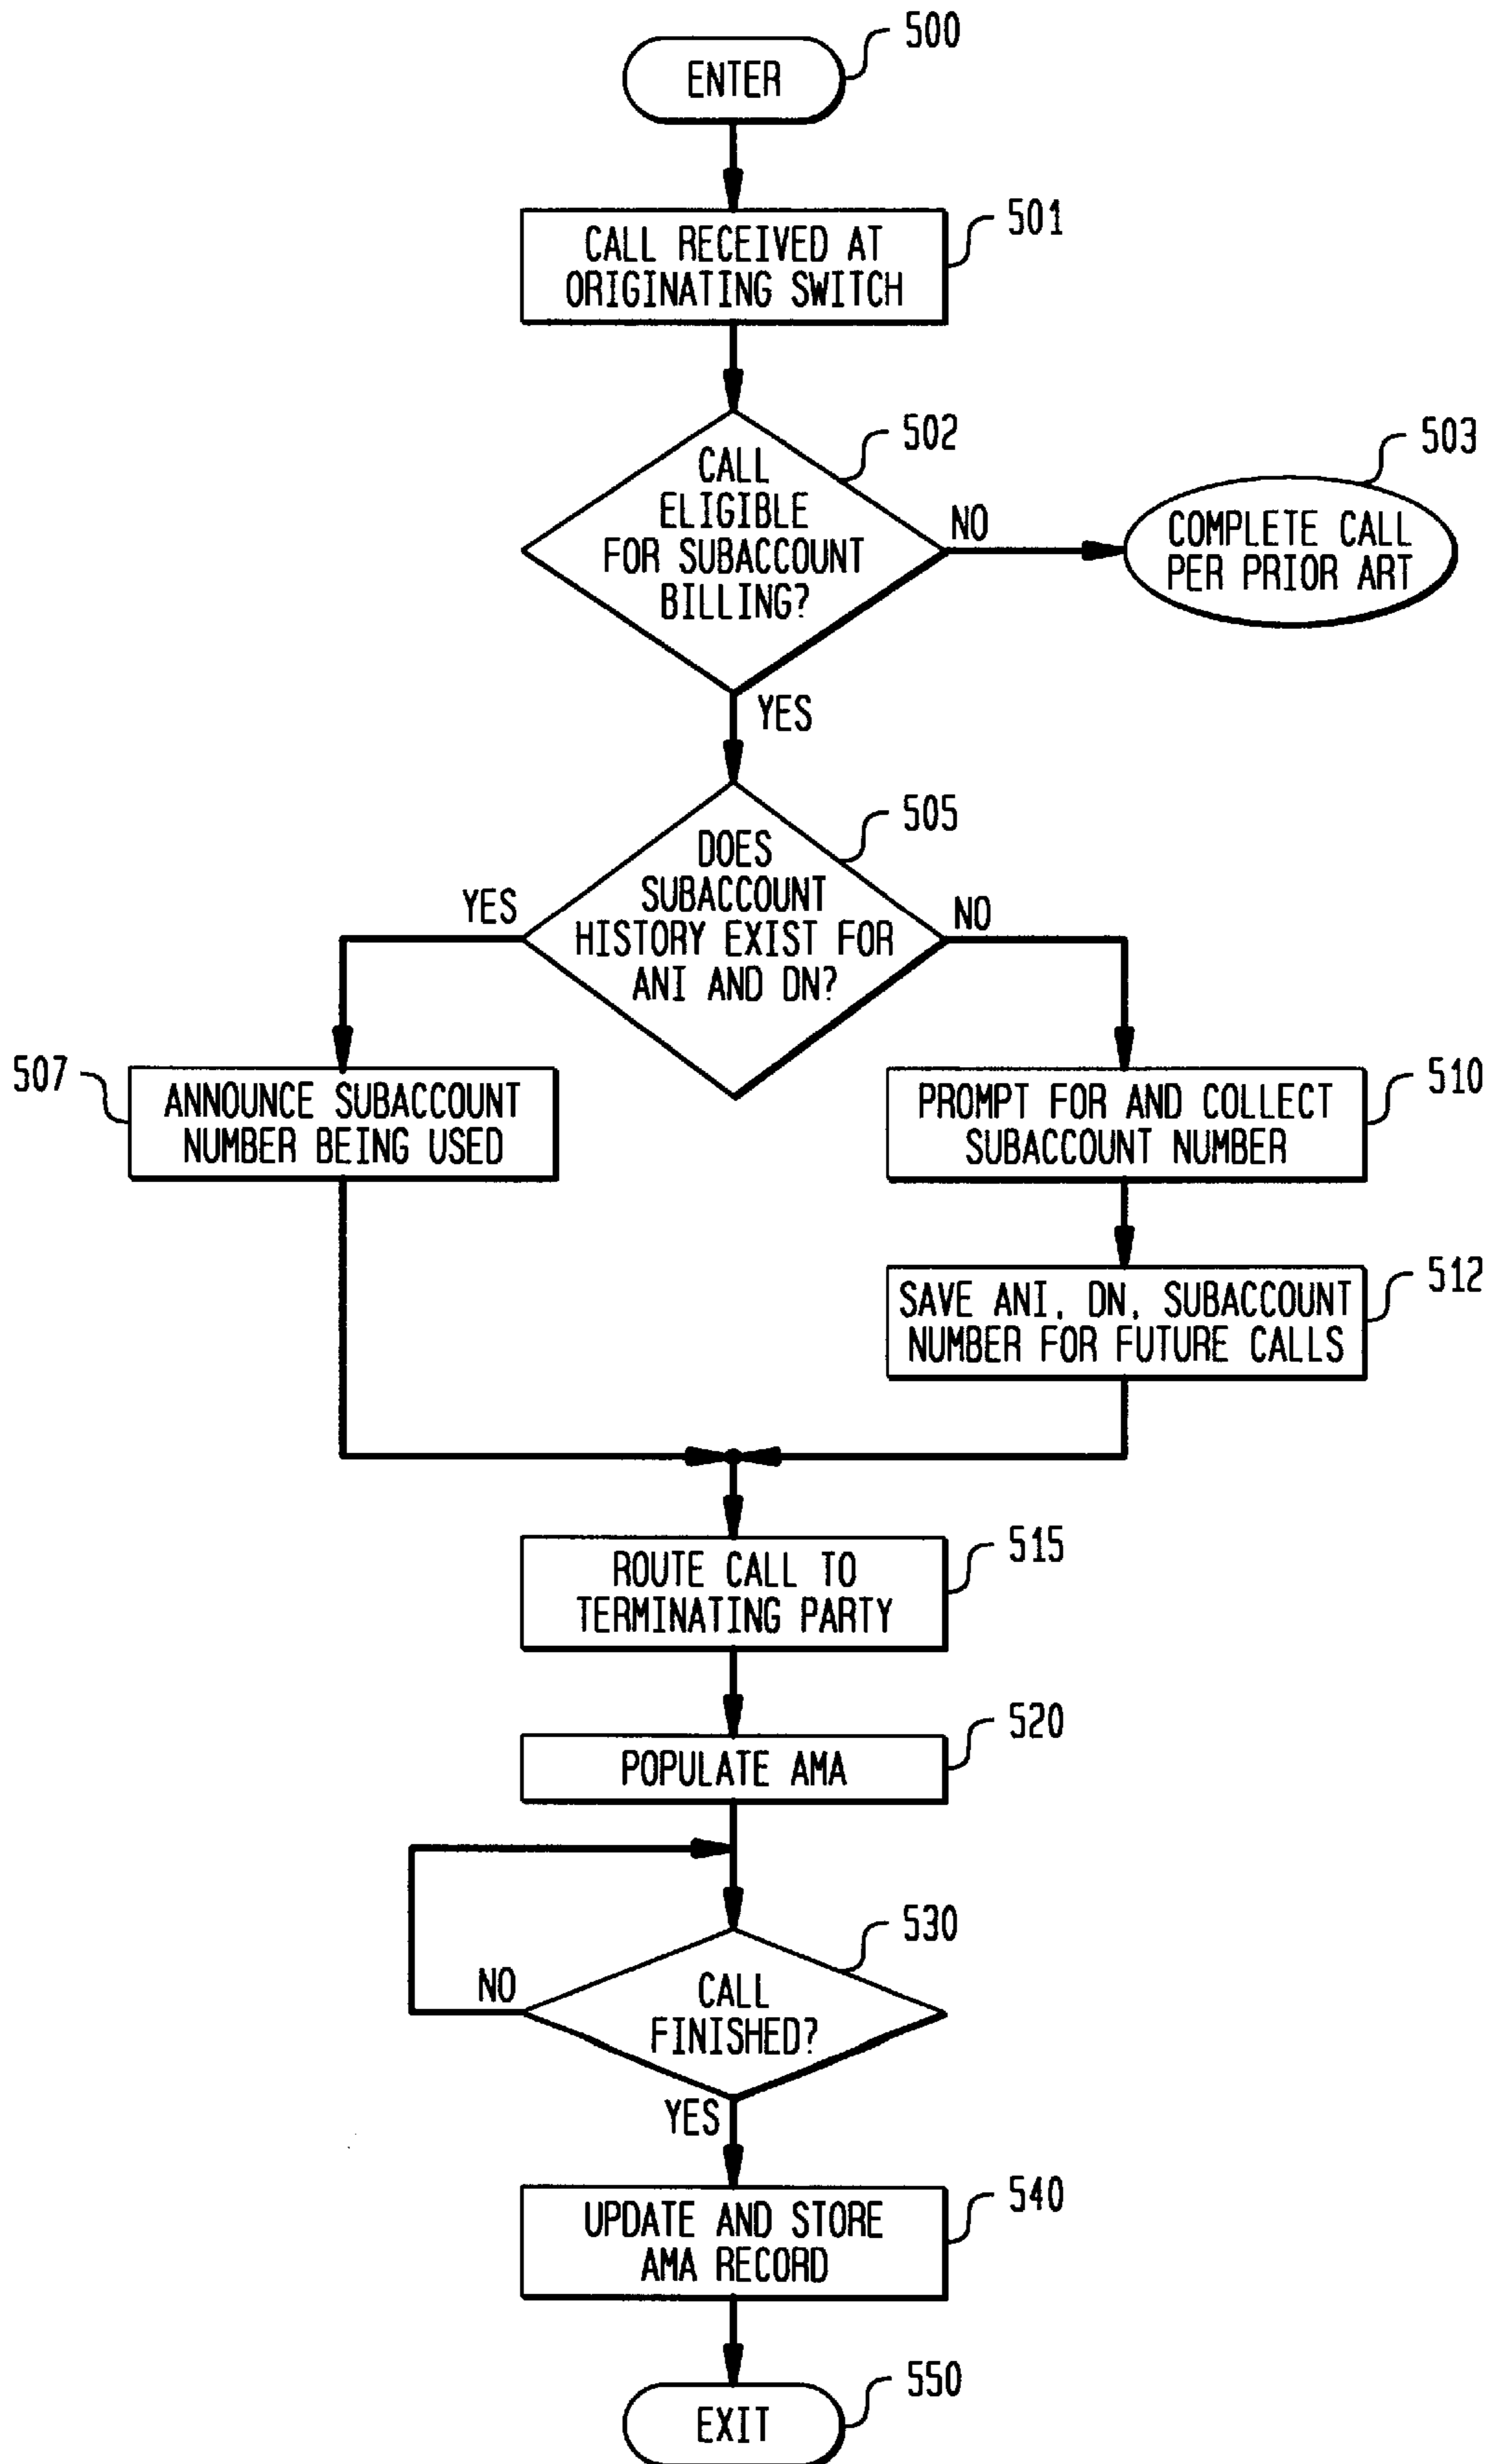 500
ENTER
501
CALL RECEIVED AT
ORIGINATING SWITCH
502
CALL
ELIGIBLE
FOR SUBACCOUNT
BILLING?
NO
503
COMPLETE CALL
PER PRIOR ART
YES
505
DOES
SUBACCOUNT
HISTORY EXIST FOR
ANI AND DN?
YES
NO
507
ANNOUNCE SUBACCOUNT
NUMBER BEING USED
510
PROMPT FOR AND COLLECT
SUBACCOUNT NUMBER
512
SAVE ANI, DN, SUBACCOUNT
NUMBER FOR FUTURE CALLS
515
ROUTE CALL TO
TERMINATING PARTY
520
POPULATE AMA
530
CALL
FINISHED?
NO
YES
540
UPDATE AND STORE
AMA RECORD
550
EXIT